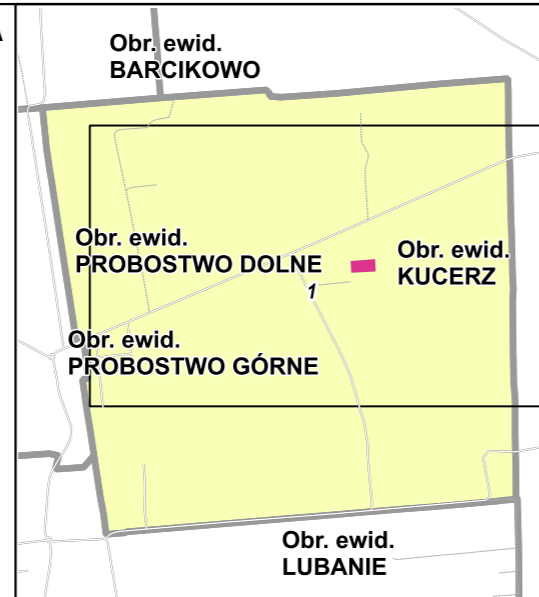 A
Obr. ewid.
BARCIKOWO
Obr. ewid.
PROBOSTWO DOLNE
Obr. ewid.
KUCERZ
1
Obr. ewid.
PROBOSTWO GÓRNE
Obr. ewid.
LUBANIE